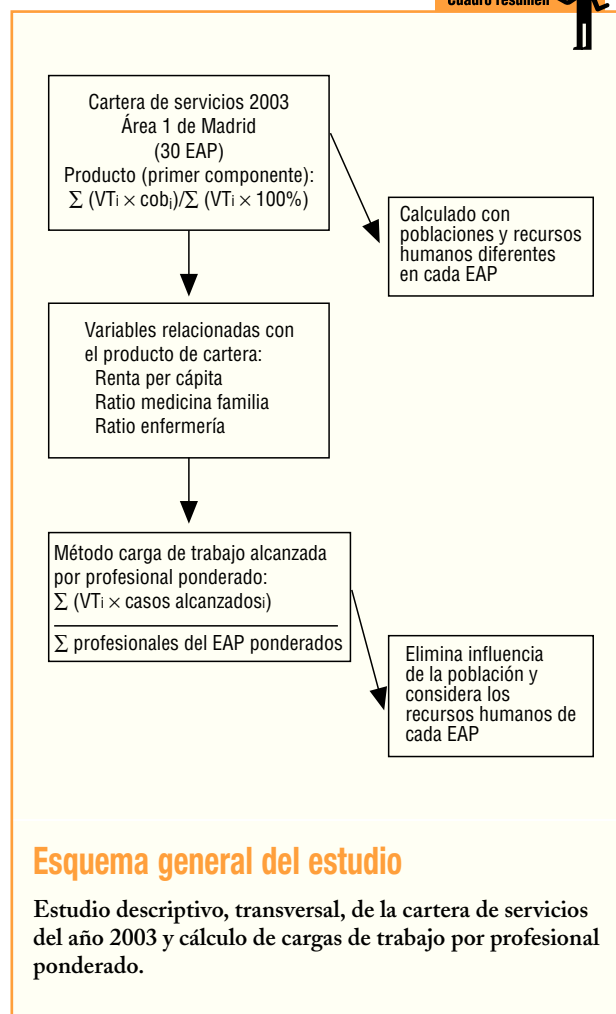 Cuadro resumen
Cartera de servicios 2003
Área 1 de Madrid
(30 EAP)
Producto (primer componente):
Σ (VTi × cobi)/Σ (VTi × 100%)
Calculado con
poblaciones y recursos
humanos diferentes
en cada EAP
Variables relacionadas con
el producto de cartera:
Renta per cápita
Ratio medicina familia
Ratio enfermería
Método carga de trabajo alcanzada
por profesional ponderado:
Σ (VTi × casos alcanzadosi)
Σ profesionales del EAP ponderados
Elimina influencia
de la población y
considera los
recursos humanos de
cada EAP
Esquema general del estudio
Estudio descriptivo, transversal, de la cartera de servicios
del año 2003 y cálculo de cargas de trabajo por profesional
ponderado.